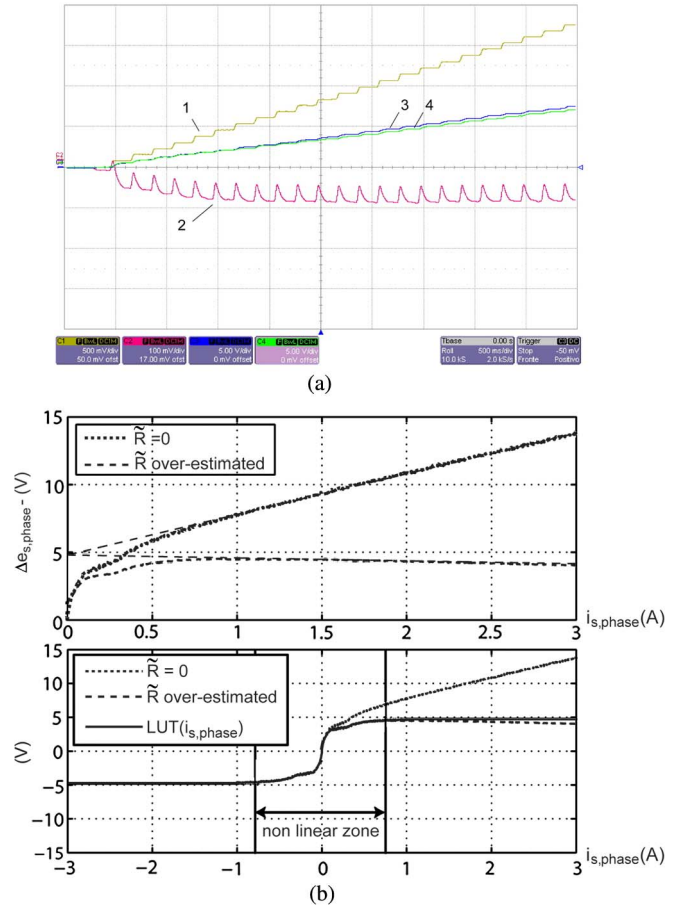 1
3 4
2
C1 500 mV/div 50.0 mV ofst
C2 100 mV/div 17.00 mV ofst
5.00 V/div 0 mV offset
C4 5.00 V/div 0 mV offset
Tbase 0.00 s
Roll 500 ms/div
10.0 kS 2.0 kS/s
Trigger C3 DC
Stop -50 mV
Fronte Positivo
(a)
15
10
5
0
Δe s,phase - (V)
R̃ =0
R̃ over-estimated
0 0.5 1 1.5 2 2.5 3
i s,phase (A)
15
10
5
0
−5
−10
−15
(V)
R̃ = 0
R̃ over-estimated
LUT(i s,phase)
non linear zone
−3 −2 −1 0 1 2 3
i s,phase (A)
(b)